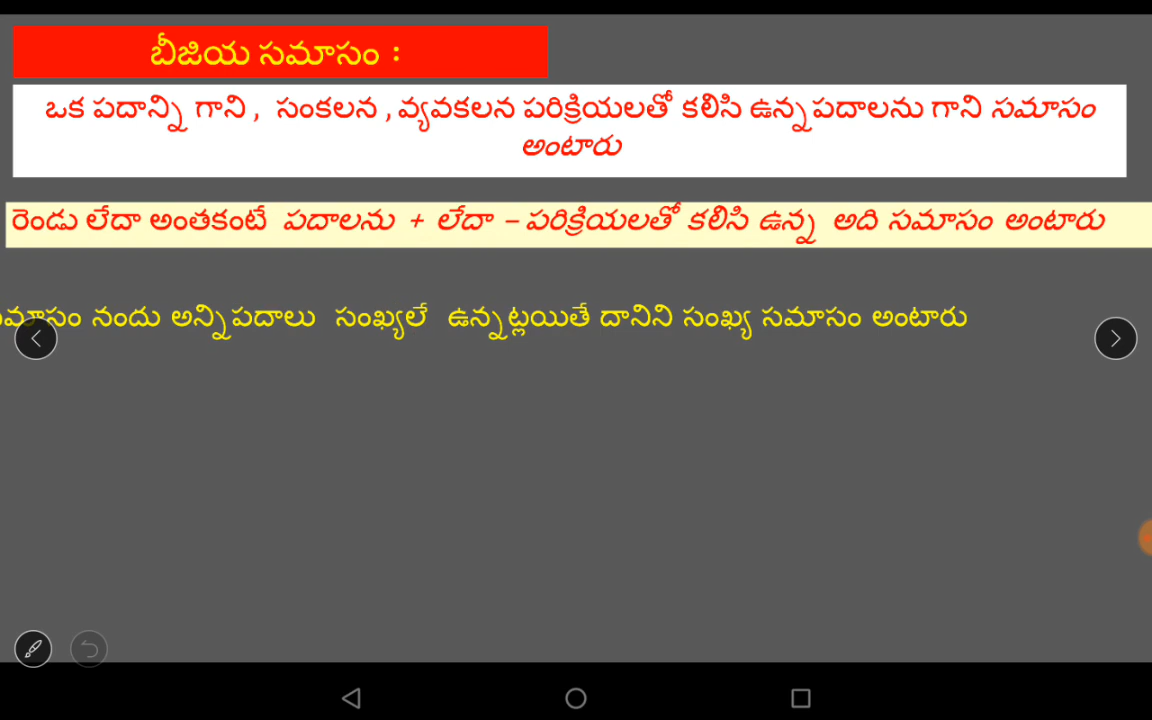 బీజియ సమాసం :
ఒక పదాన్ని గాని , సంకలన , వ్యవకలన పరిక్రియలతో కలిసి ఉన్న పదాలను గాని సమాసం
అంటారు
రెండు లేదా అంతకంటే పదాలను + లేదా – పరిక్రియలతో కలిసి ఉన్న అది సమాసం అంటారు
నందు అన్ని పదాలు సంఖ్యలే ఉన్నట్లయితే దానిని సంఖ్య సమాసం అంటారు